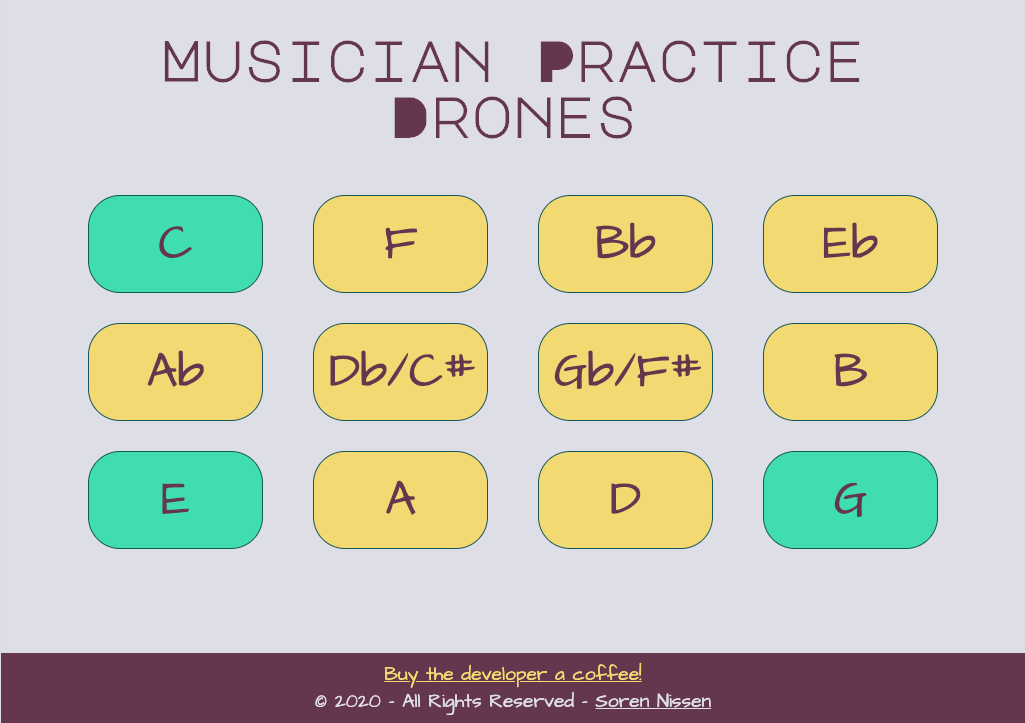 Musician Practice
Drones
C F Bb Eb
Ab Db/C# Gb/F# B
E A D G
Buy the developer a coffee!
© 2020 - All Rights Reserved - Soren Nissen